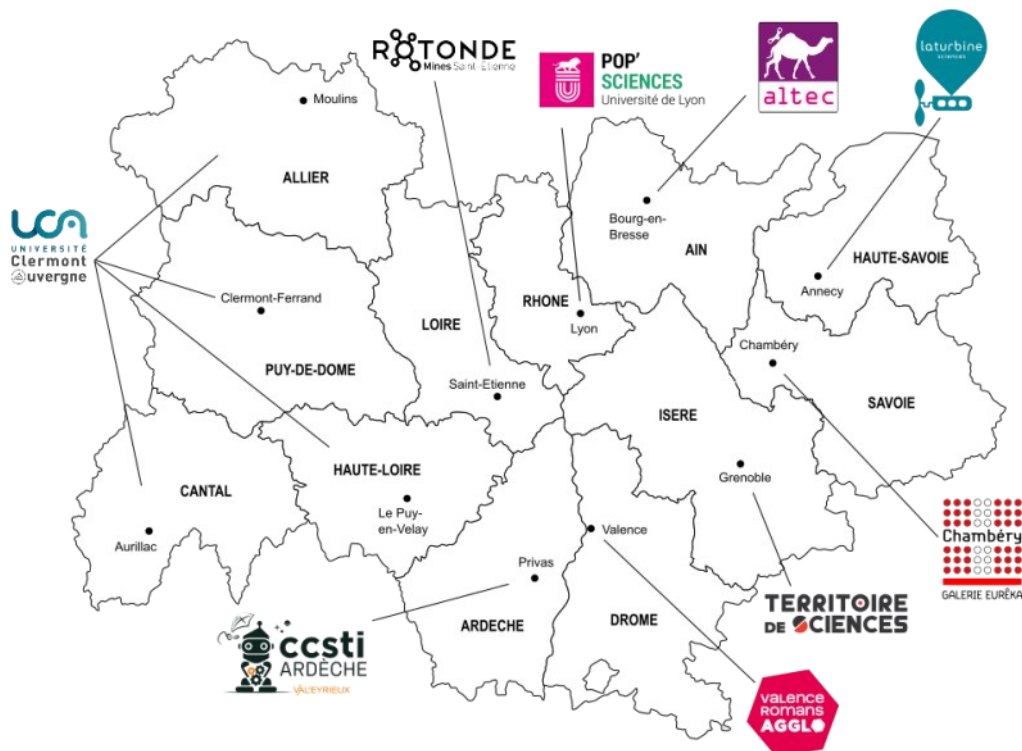 ROTONDE
Mines Saint-Etienne
POP'
SCIENCES
Université de Lyon
altec
laturbine
sciences
Moulins
ALLIER
Bourg-en-
Bresse
AIN
HAUTE-SAVOIE
Annecy
UCA
UNIVERSITÉ
Clermont
Auvergne
Clermont-Ferrand
PUY-DE-DOME
LOIRE
RHONE
Lyon
Chambéry
Saint-Etienne
ISERE
SAVOIE
HAUTE-LOIRE
Le Puy-
en-Velay
CANTAL
Aurillac
Grenoble
Valence
Privas
ARDECHE
DROME
Chambéry
GALERIE EURÊKA
TERRITOIRE
DE SCIENCES
ccsti
ARDÈCHE
VAL'EYRIEUX
VALENCE
ROMANS
AGGLO